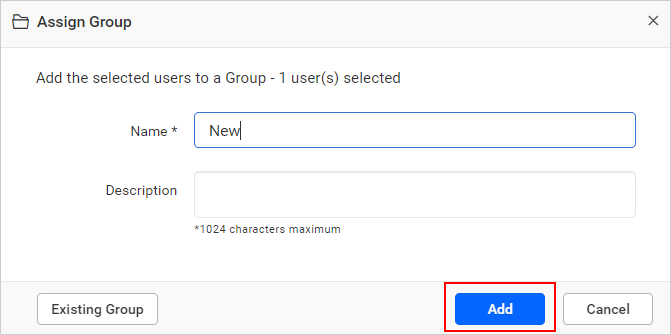 Assign Group
Add the selected users to a Group - 1 user(s) selected
Name * New
Description
*1024 characters maximum
Existing Group Add Cancel